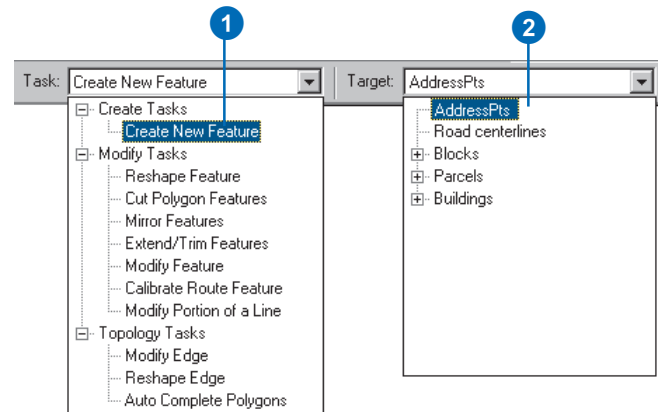 1
2
Task: Create New Feature
Target: AddressPts
Create Tasks
Create New Feature
Modify Tasks
Reshape Feature
Cut Polygon Features
Mirror Features
Extend/Trim Features
Modify Feature
Calibrate Route Feature
Modify Portion of a Line
Topology Tasks
Modify Edge
Reshape Edge
Auto Complete Polygons
AddressPts
Road centerlines
Blocks
Parcels
Buildings